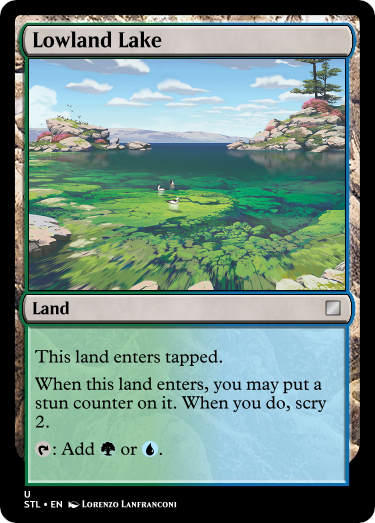 Lowland Lake
Land
This land enters tapped.
When this land enters, you may put a
stun counter on it. When you do, scry
2.
: Add or .
U
STL • EN Lorenzo Lanfranconi